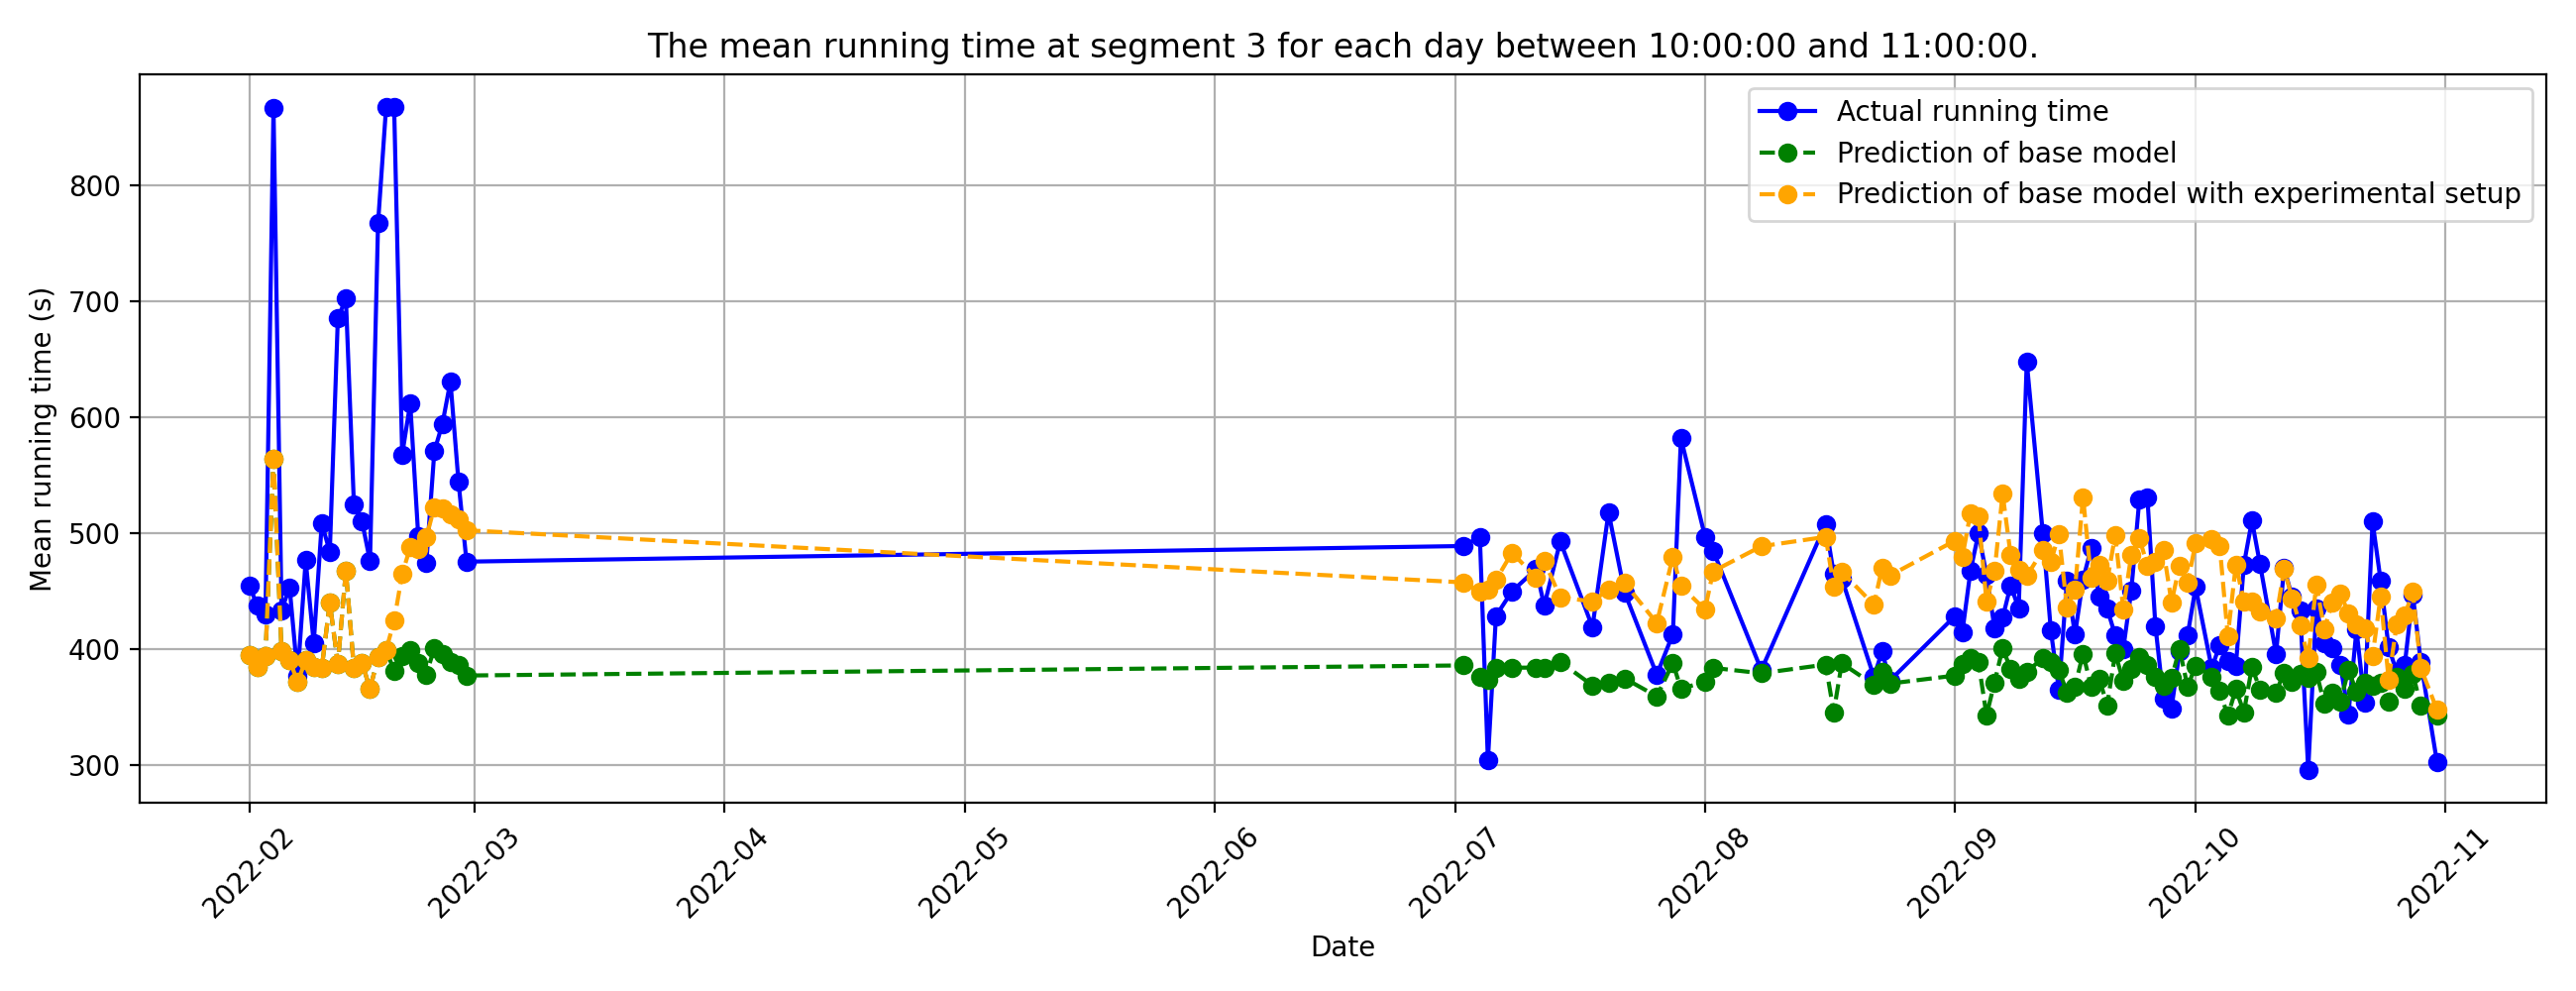 The mean running time at segment 3 for each day between 10:00:00 and 11:00:00.
Actual running time
Prediction of base model
Prediction of base model with experimental setup
Mean running time (s)
800
700
600
500
400
300
2022-02
2022-03
2022-04
2022-05
2022-06
2022-07
2022-08
2022-09
2022-10
2022-11
Date